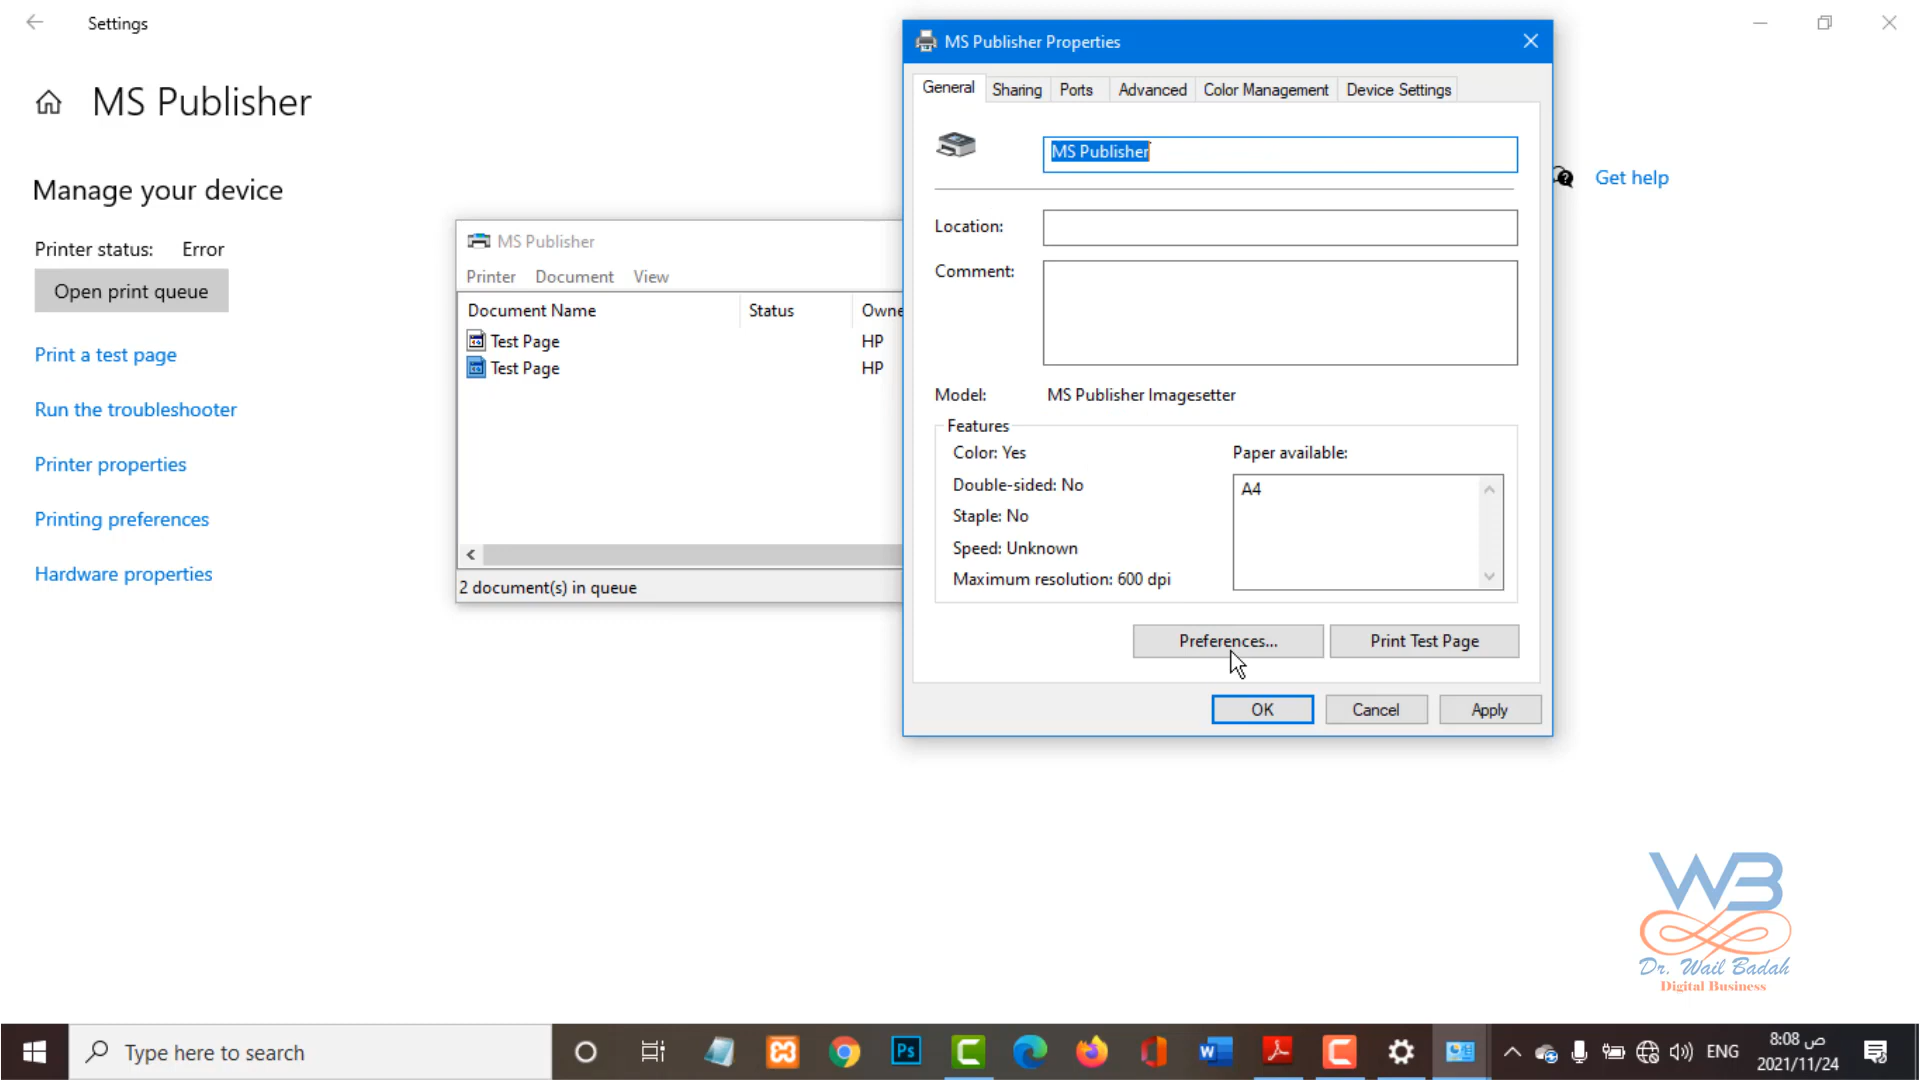 Settings
MS Publisher
Manage your device
Printer status: Error
Open print queue
Print a test page
Run the troubleshooter
Printer properties
Printing preferences
Hardware properties
MS Publisher
Printer Document View
Document Name Status Owne
Test Page HP
Test Page HP
2 document(s) in queue
MS Publisher Properties
General Sharing Ports Advanced Color Management Device Settings
MS Publisher
Location:
Comment:
Model: MS Publisher Imagesetter
Features
Color: Yes
Double-sided: No
Staple: No
Speed: Unknown
Maximum resolution: 600 dpi
Paper available:
A4
Preferences... Print Test Page
OK Cancel Apply
Get help
WB
Dr. Wail Badah
Digital Business
Type here to search
Ps
ENG
8:08 ص
2021/11/24